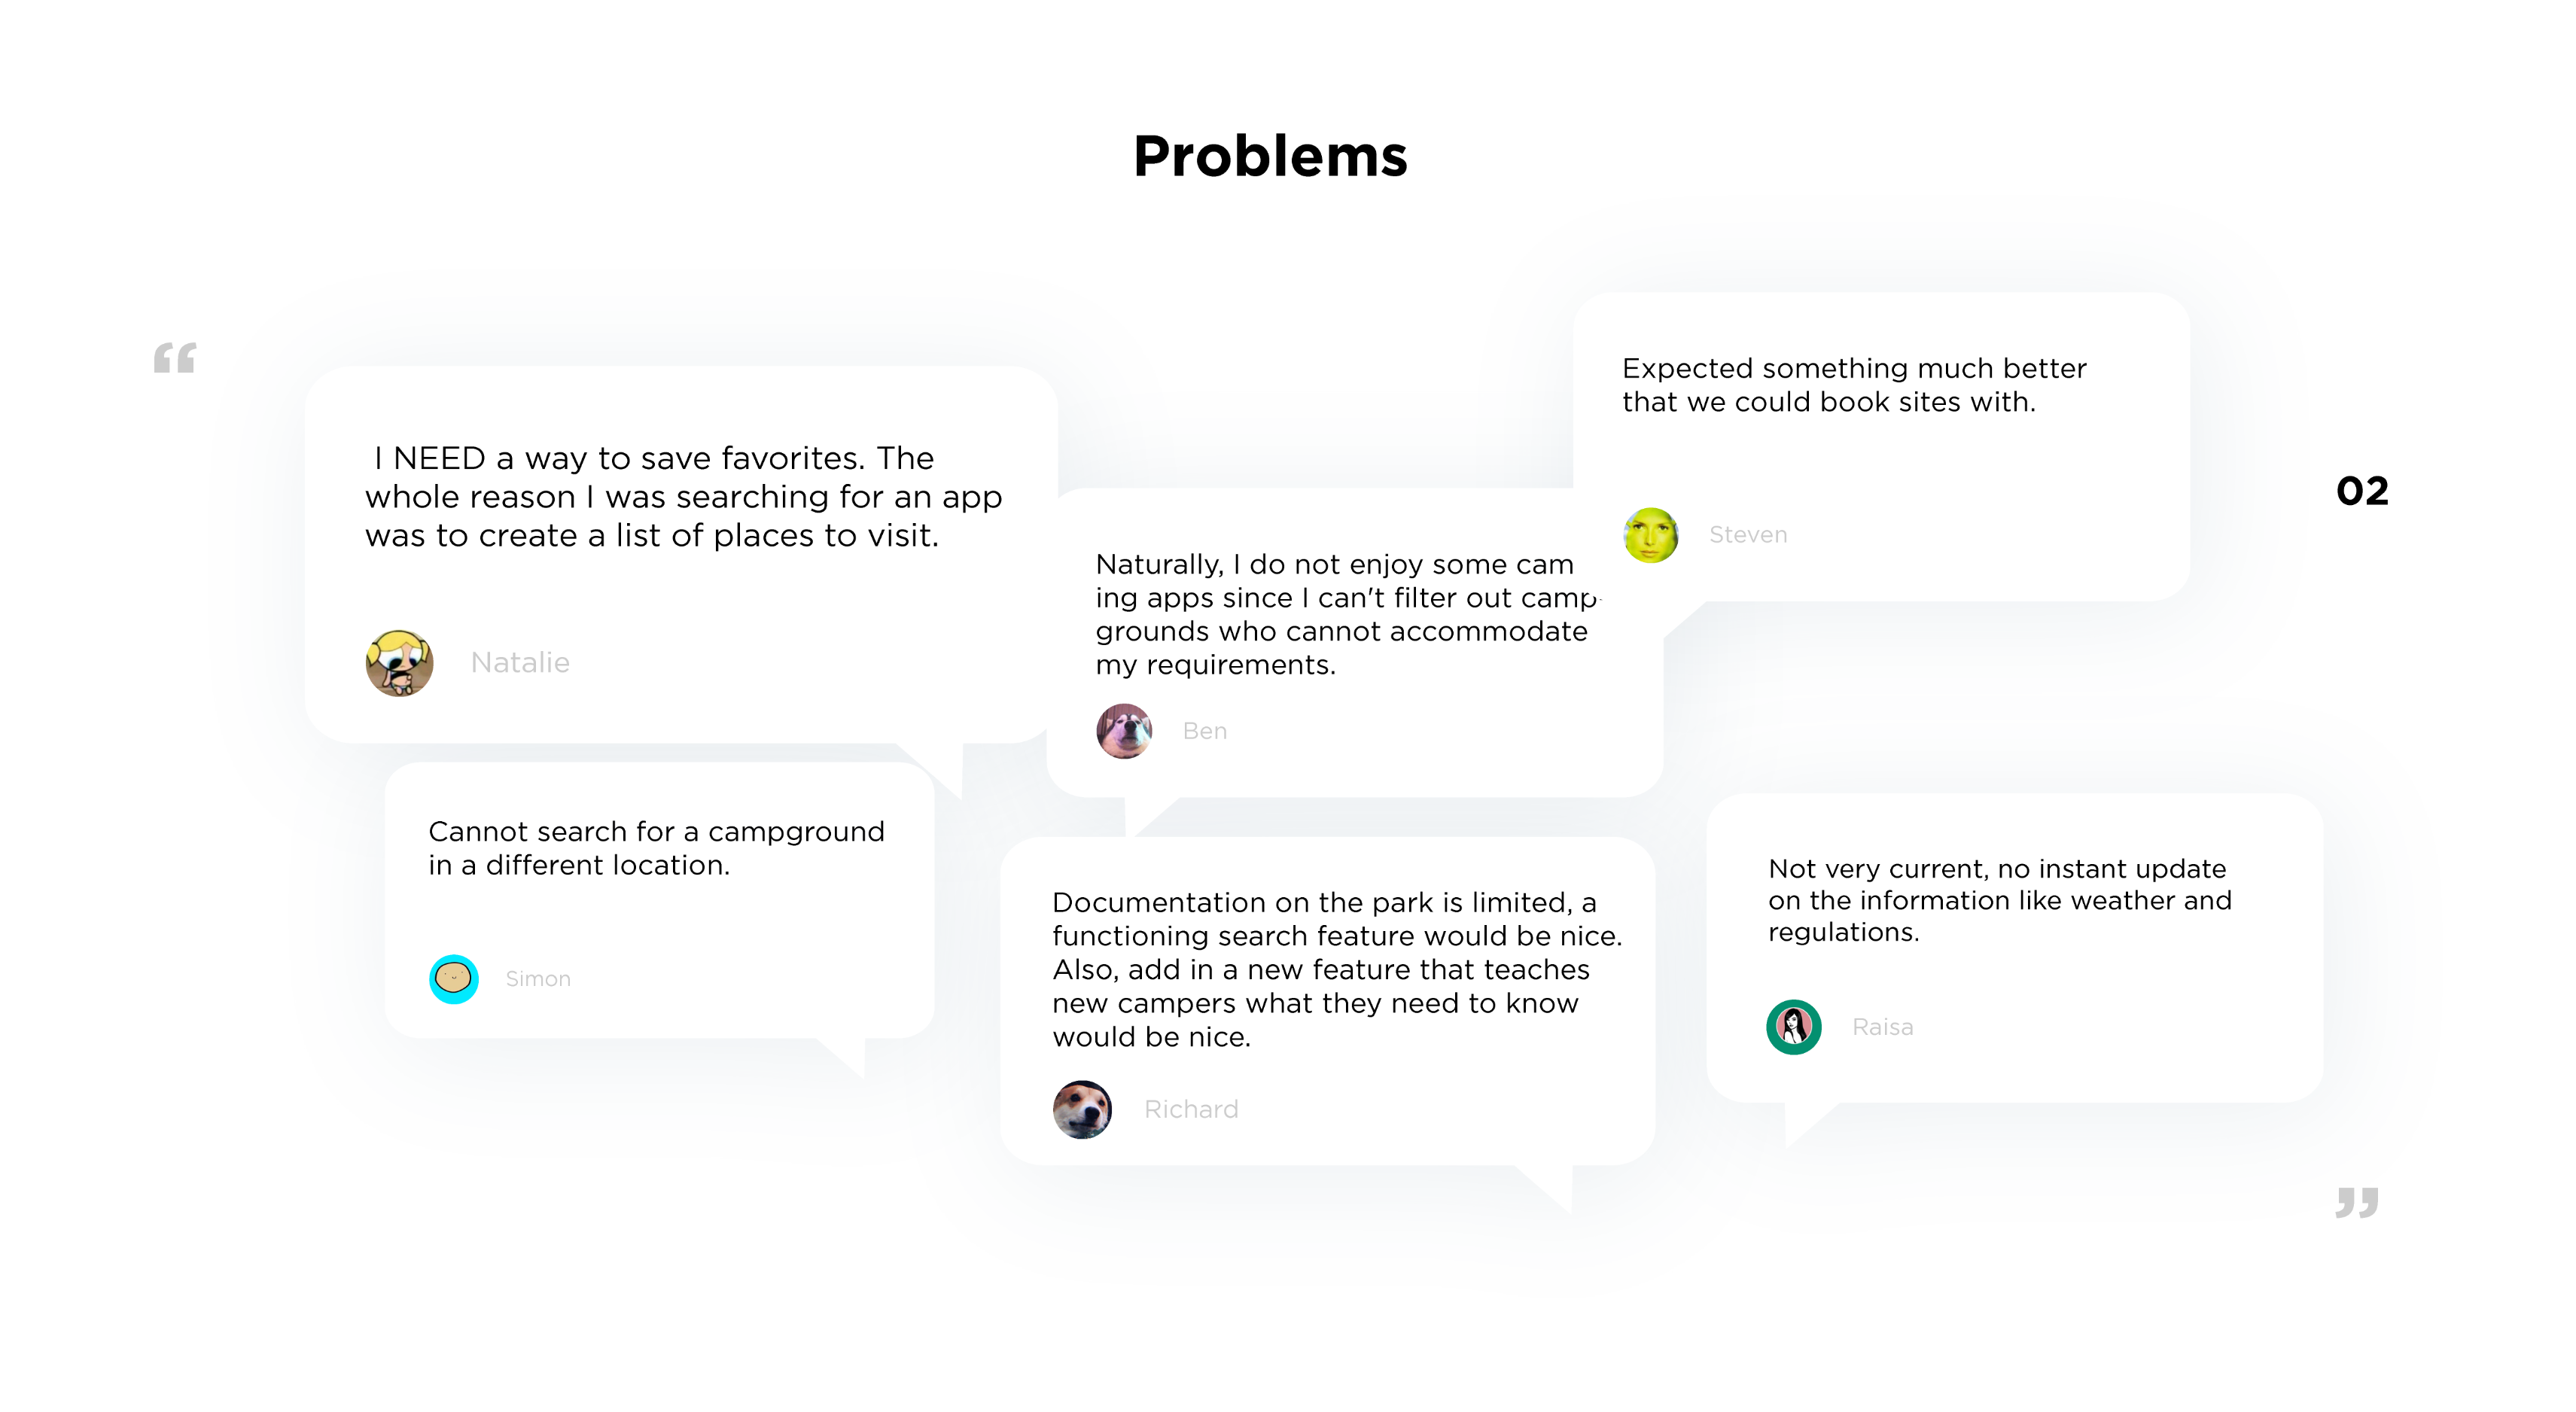 Problems
“
I NEED a way to save favorites. The
whole reason I was searching for an app
was to create a list of places to visit.
Natalie
Expected something much better
that we could book sites with.
Steven
02
Naturally, I do not enjoy some cam
ing apps since I can't filter out camp-
grounds who cannot accommodate
my requirements.
Ben
Cannot search for a campground
in a different location.
Simon
Documentation on the park is limited, a
functioning search feature would be nice.
Also, add in a new feature that teaches
new campers what they need to know
would be nice.
Richard
Not very current, no instant update
on the information like weather and
regulations.
Raisa
”